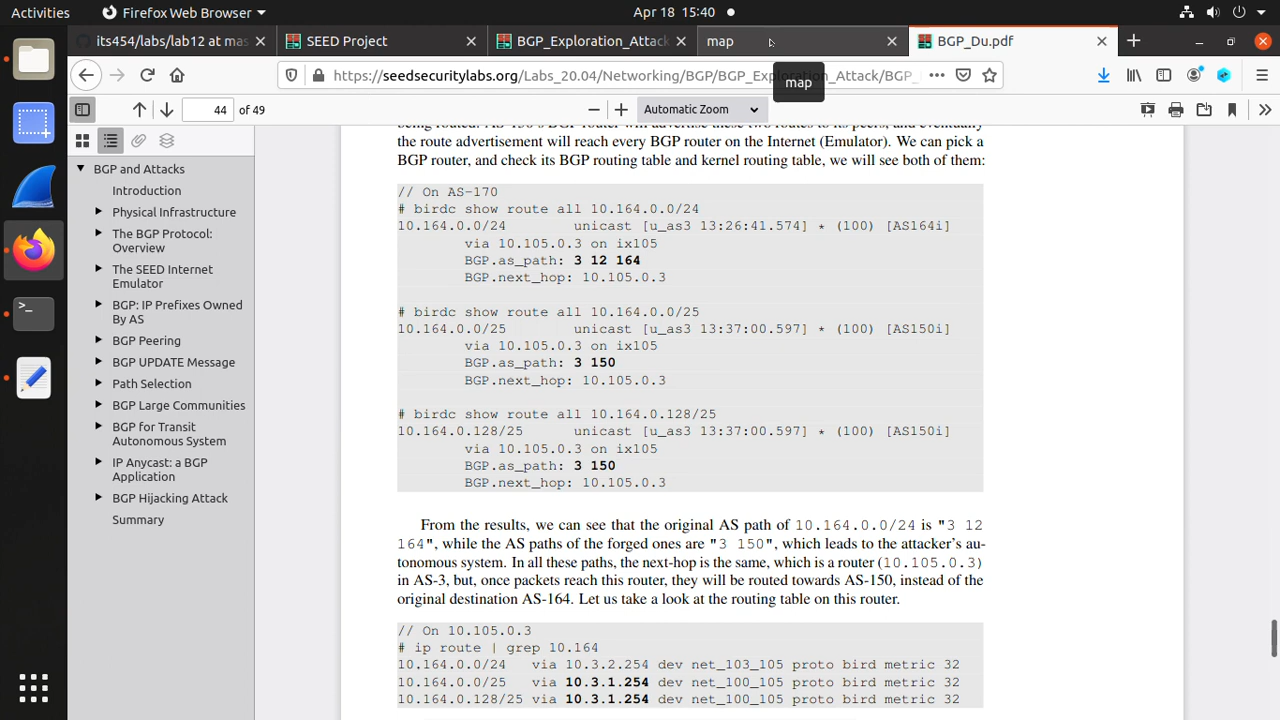 Activities
Firefox Web Browser
Apr 18 15:40
its454/labs/lab12 at mas
SEED Project
BGP_Exploration_Attack
map
BGP_Du.pdf
https://seedsecuritylabs.org/Labs_20.04/Networking/BGP/BGP_Exploration_Attack/BGP_
map
44 of 49
Automatic Zoom
BGP and Attacks
Introduction
Physical Infrastructure
The BGP Protocol:
Overview
The SEED Internet
Emulator
BGP: IP Prefixes Owned
By AS
BGP Peering
BGP UPDATE Message
Path Selection
BGP Large Communities
BGP for Transit
Autonomous System
IP Anycast: a BGP
Application
BGP Hijacking Attack
Summary
being routed. AS-150's BGP router will advertise these two routes to its peers, and eventually
the route advertisement will reach every BGP router on the Internet (Emulator). We can pick a
BGP router, and check its BGP routing table and kernel routing table, we will see both of them:
// On AS-170
# birdc show route all 10.164.0.0/24
10.164.0.0/24 unicast [u_as3 13:26:41.574] * (100) [AS164i]
via 10.105.0.3 on ix105
BGP.as_path: 3 12 164
BGP.next_hop: 10.105.0.3
# birdc show route all 10.164.0.0/25
10.164.0.0/25 unicast [u_as3 13:37:00.597] * (100) [AS150i]
via 10.105.0.3 on ix105
BGP.as_path: 3 150
BGP.next_hop: 10.105.0.3
# birdc show route all 10.164.0.128/25
10.164.0.128/25 unicast [u_as3 13:37:00.597] * (100) [AS150i]
via 10.105.0.3 on ix105
BGP.as_path: 3 150
BGP.next_hop: 10.105.0.3
From the results, we can see that the original AS path of 10.164.0.0/24 is "3 12
164", while the AS paths of the forged ones are "3 150", which leads to the attacker's au-
tonomous system. In all these paths, the next-hop is the same, which is a router (10.105.0.3)
in AS-3, but, once packets reach this router, they will be routed towards AS-150, instead of the
original destination AS-164. Let us take a look at the routing table on this router.
// On 10.105.0.3
# ip route | grep 10.164
10.164.0.0/24 via 10.3.2.254 dev net_103_105 proto bird metric 32
10.164.0.0/25 via 10.3.1.254 dev net_100_105 proto bird metric 32
10.164.0.128/25 via 10.3.1.254 dev net_100_105 proto bird metric 32